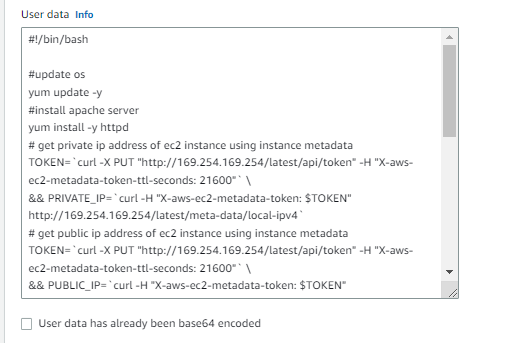 User data Info
#!/bin/bash
#update os
yum update -y
#install apache server
yum install -y httpd
# get private ip address of ec2 instance using instance metadata
TOKEN=`curl -X PUT "http://169.254.169.254/latest/api/token" -H "X-aws-
ec2-metadata-token-ttl-seconds: 21600"` \
&& PRIVATE_IP=`curl -H "X-aws-ec2-metadata-token: $TOKEN"
http://169.254.169.254/latest/meta-data/local-ipv4`
# get public ip address of ec2 instance using instance metadata
TOKEN=`curl -X PUT "http://169.254.169.254/latest/api/token" -H "X-aws-
ec2-metadata-token-ttl-seconds: 21600"` \
&& PUBLIC_IP=`curl -H "X-aws-ec2-metadata-token: $TOKEN"
User data has already been base64 encoded